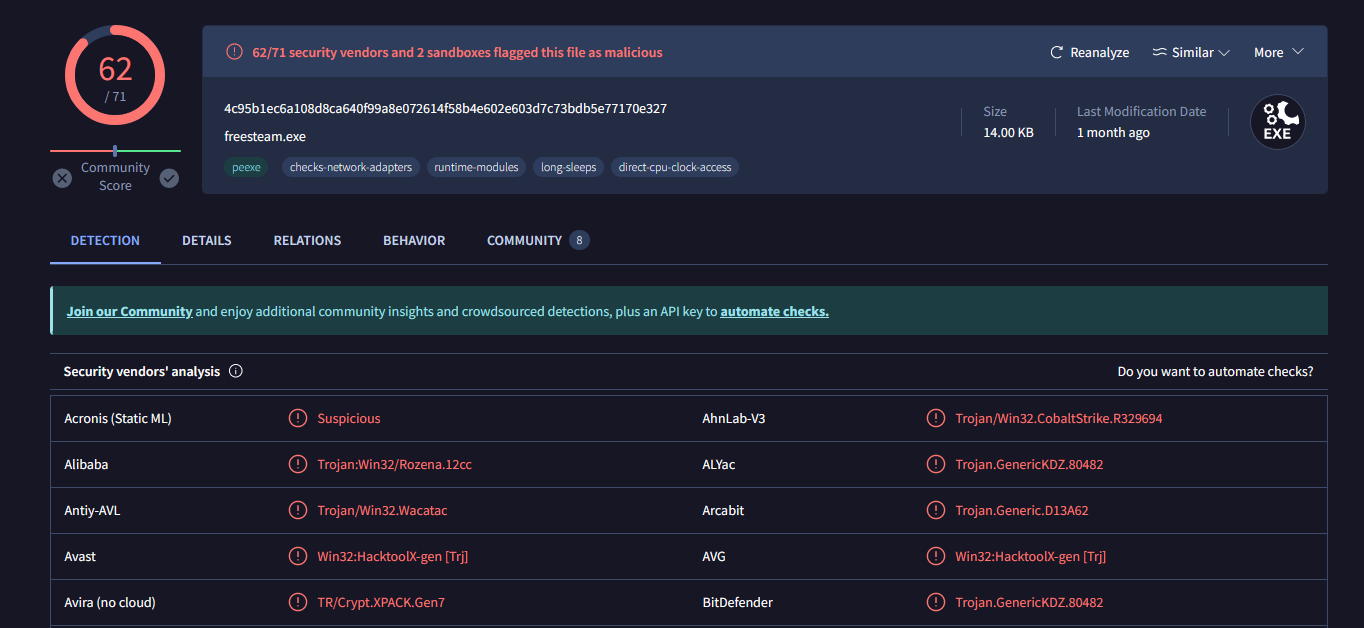 62
/ 71
Community
Score
62/71 security vendors and 2 sandboxes flagged this file as malicious
Reanalyze
Similar
More
4c95b1ec6a108d8ca640f99a8e072614f58b4e602e603d7c73bdb5e77170e327
freesteam.exe
peexe
checks-network-adapters
runtime-modules
long-sleeps
direct-cpu-clock-access
Size
14.00 KB
Last Modification Date
1 month ago
EXE
DETECTION
DETAILS
RELATIONS
BEHAVIOR
COMMUNITY 8
Join our Community and enjoy additional community insights and crowdsourced detections, plus an API key to automate checks.
Security vendors' analysis
Do you want to automate checks?
Acronis (Static ML) Suspicious AhnLab-V3 Trojan/Win32.CobaltStrike.R329694
Alibaba Trojan:Win32/Rozena.12cc ALYac Trojan.GenericKDZ.80482
Antiy-AVL Trojan/Win32.Wacatac Arcabit Trojan.Generic.D13A62
Avast Win32:HacktoolX-gen [Trj] AVG Win32:HacktoolX-gen [Trj]
Avira (no cloud) TR/Crypt.XPACK.Gen7 BitDefender Trojan.GenericKDZ.80482